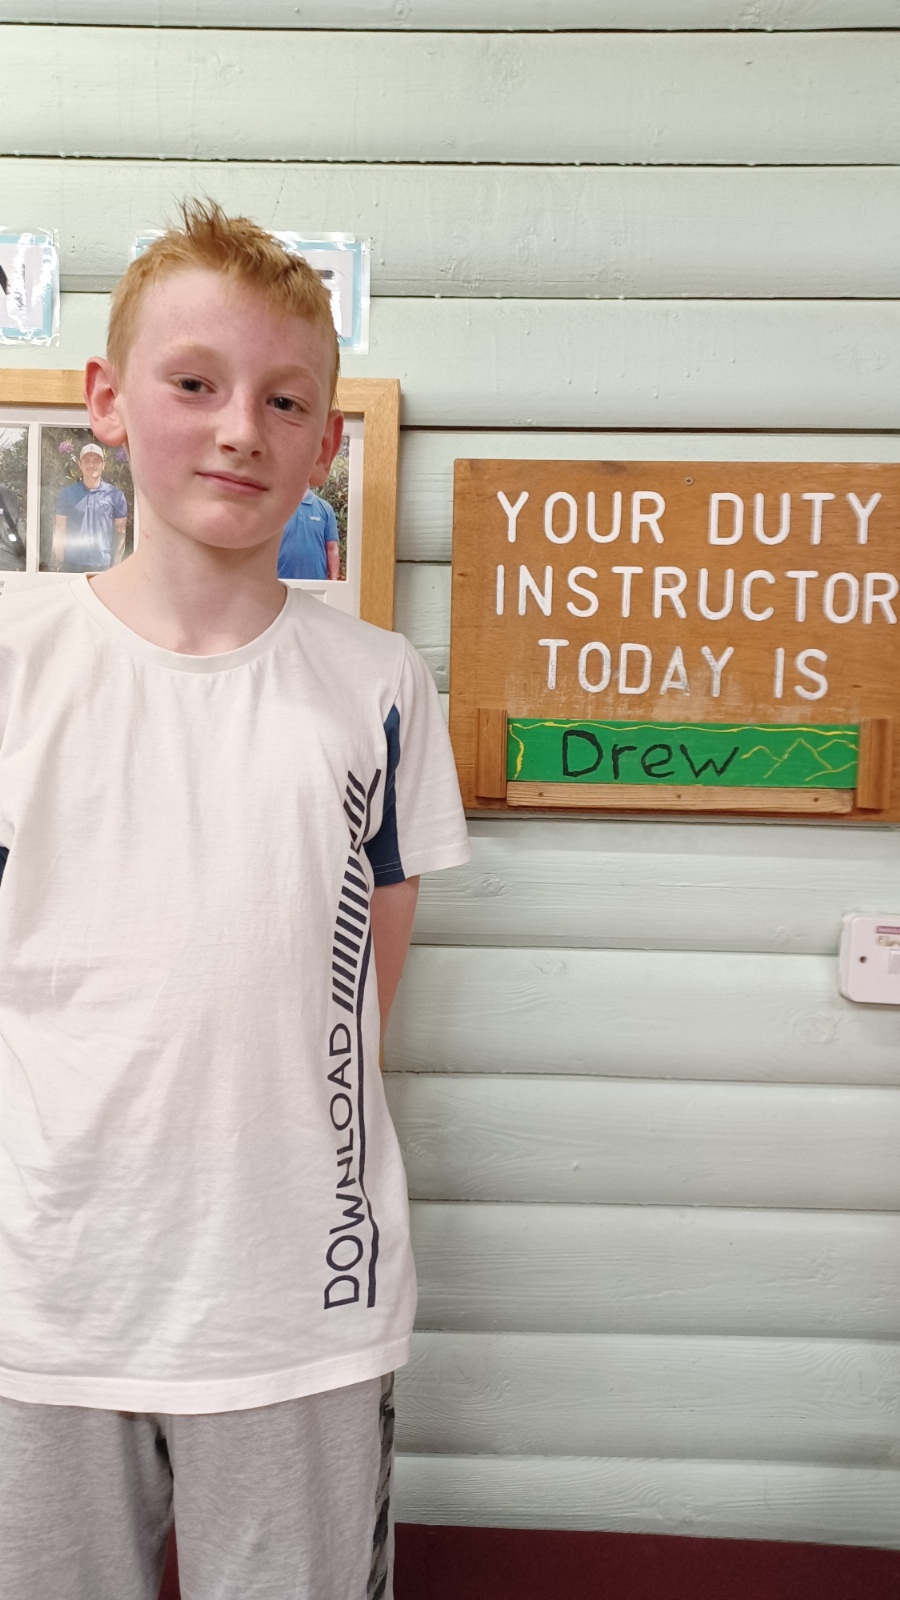 YOUR DUTY
INSTRUCTOR
TODAY IS
Drew
DOWNLOAD